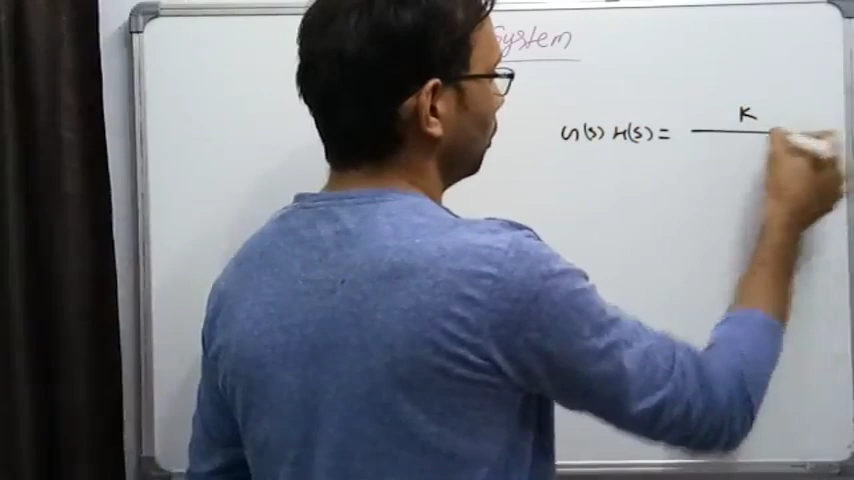 System
G(s) H(s) = K